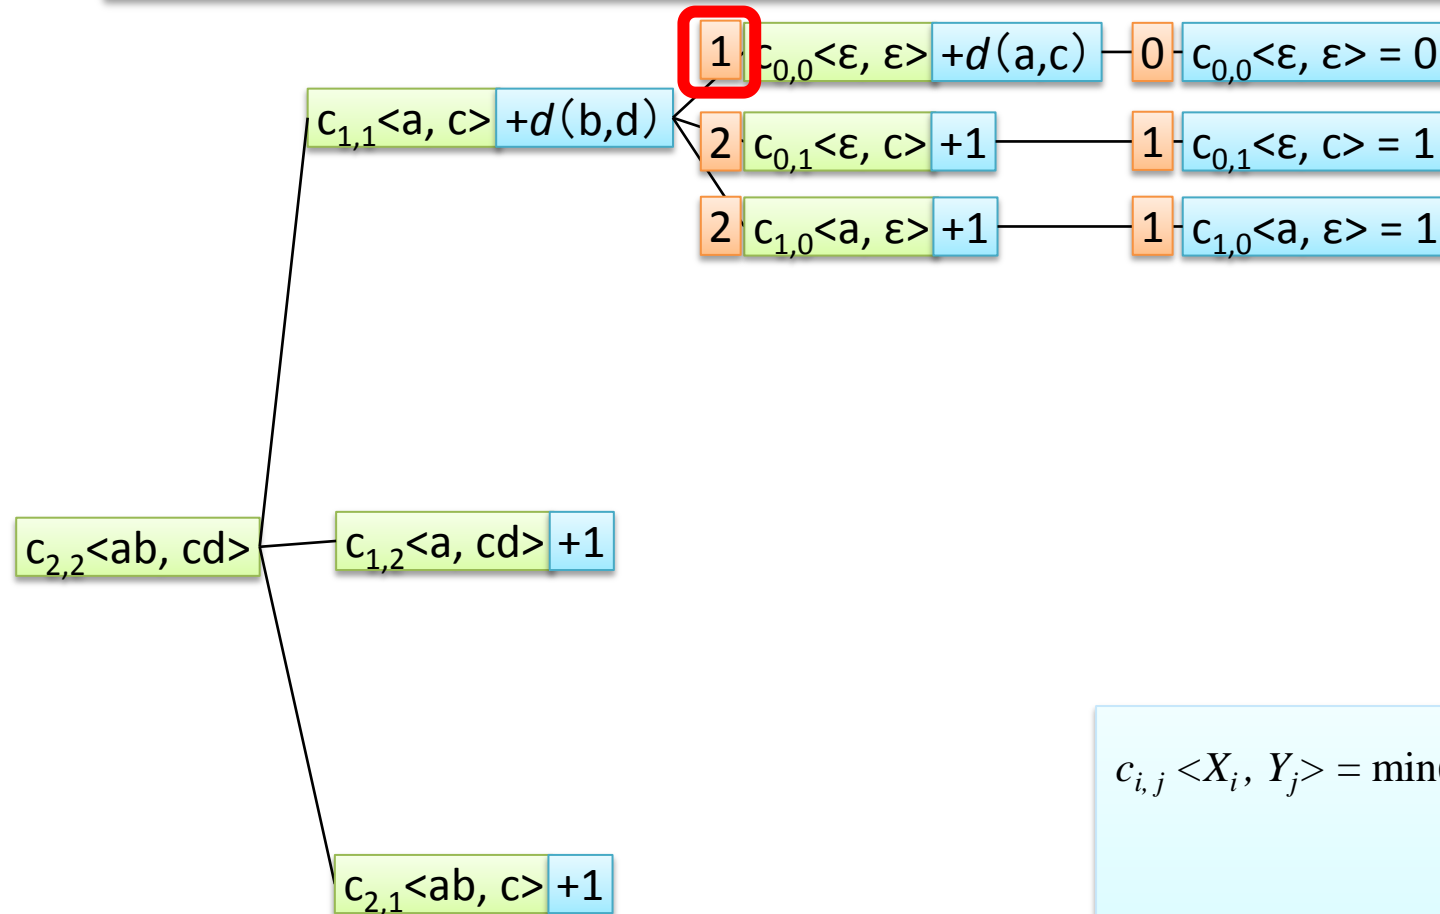 1 c0,0<ε, ε> +d(a,c) 0 c0,0<ε, ε> = 0
c1,1<a, c> +d(b,d)
2 c0,1<ε, c> +1 1 c0,1<ε, c> = 1
2 c1,0<a, ε> +1 1 c1,0<a, ε> = 1
c2,2<ab, cd>
c1,2<a, cd> +1
ci, j <Xi, Yj> = min
c2,1<ab, c> +1